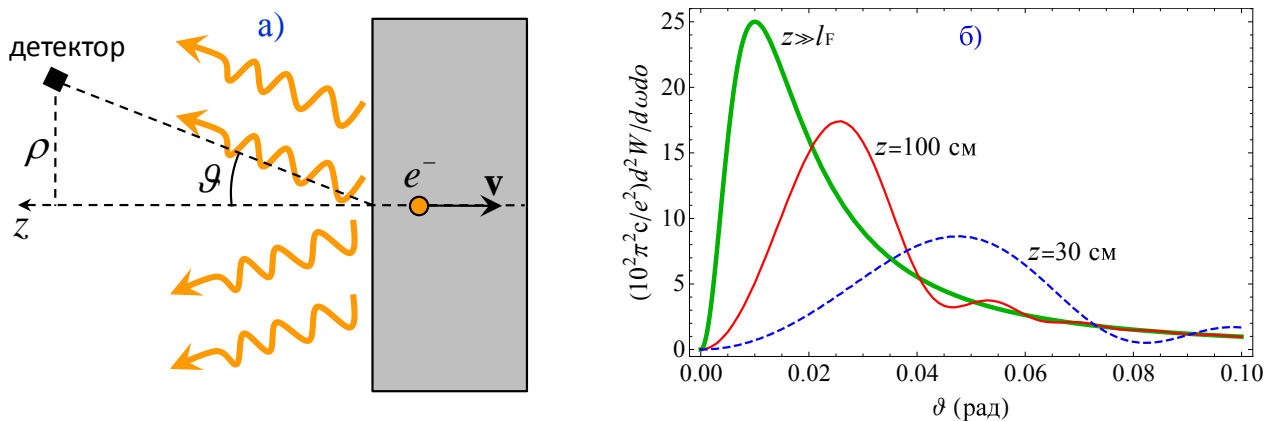 а)
детектор
ρ
ϑ
e⁻
v
z
б)
z≫lF
z=100 см
z=30 см
(10²π²c/e²)d²W/dωdo
25
20
15
10
5
0
0.00 0.02 0.04 0.06 0.08 0.10
ϑ (рад)